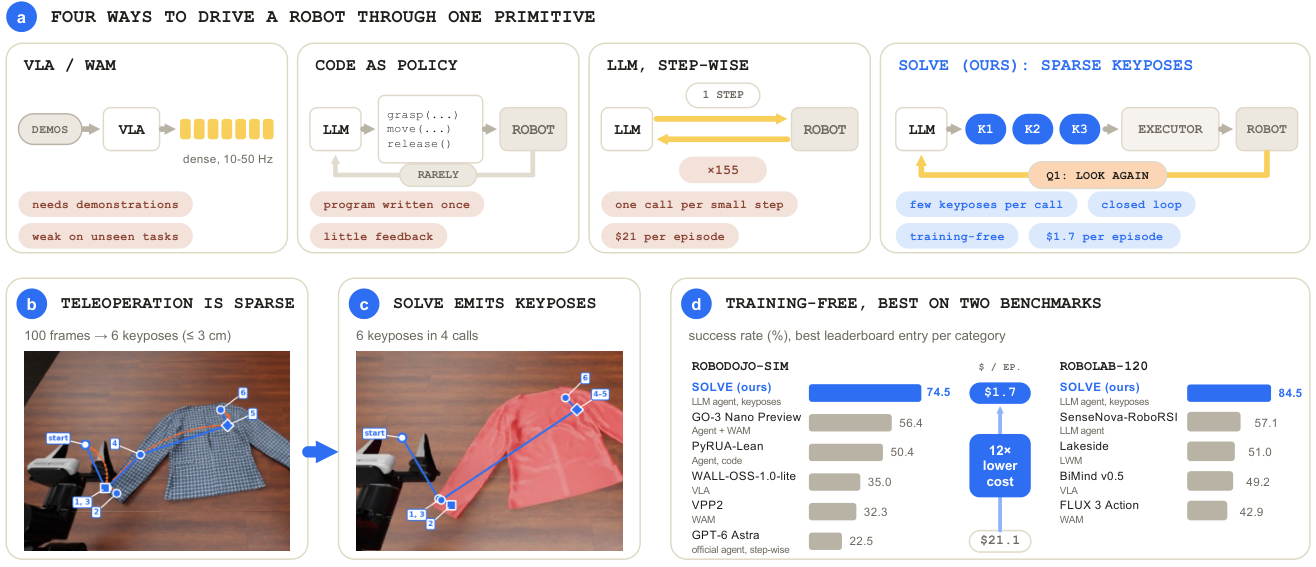 a FOUR WAYS TO DRIVE A ROBOT THROUGH ONE PRIMITIVE
VLA / WAM
DEMOS
VLA
dense, 10-50 Hz
needs demonstrations
weak on unseen tasks
CODE AS POLICY
LLM
grasp(...)
move(...)
release()
ROBOT
RARELY
program written once
little feedback
LLM, STEP-WISE
1 STEP
LLM
ROBOT
×155
one call per small step
$21 per episode
SOLVE (OURS): SPARSE KEYPOSES
LLM
K1
K2
K3
EXECUTOR
ROBOT
Q1: LOOK AGAIN
few keyposes per call
closed loop
training-free
$1.7 per episode
b TELEOPERATION IS SPARSE
100 frames → 6 keyposes (≤ 3 cm)
6
5
start
4
1, 3
2
c SOLVE EMITS KEYPOSES
6 keyposes in 4 calls
6
4-5
start
1, 3
2
d TRAINING-FREE, BEST ON TWO BENCHMARKS
success rate (%), best leaderboard entry per category
ROBODOJO-SIM
SOLVE (ours) 74.5
LLM agent, keyposes
GO-3 Nano Preview 56.4
Agent + WAM
PyRUA-Lean 50.4
Agent, code
WALL-OSS-1.0-lite 35.0
VLA
VPP2 32.3
WAM
GPT-6 Astra 22.5
official agent, step-wise
$ / EP.
$1.7
12×
lower
cost
$21.1
ROBOLAB-120
SOLVE (ours) 84.5
LLM agent, keyposes
SenseNova-RoboRSI 57.1
LLM agent
Lakeside 51.0
LWM
BiMind v0.5 49.2
VLA
FLUX 3 Action 42.9
WAM